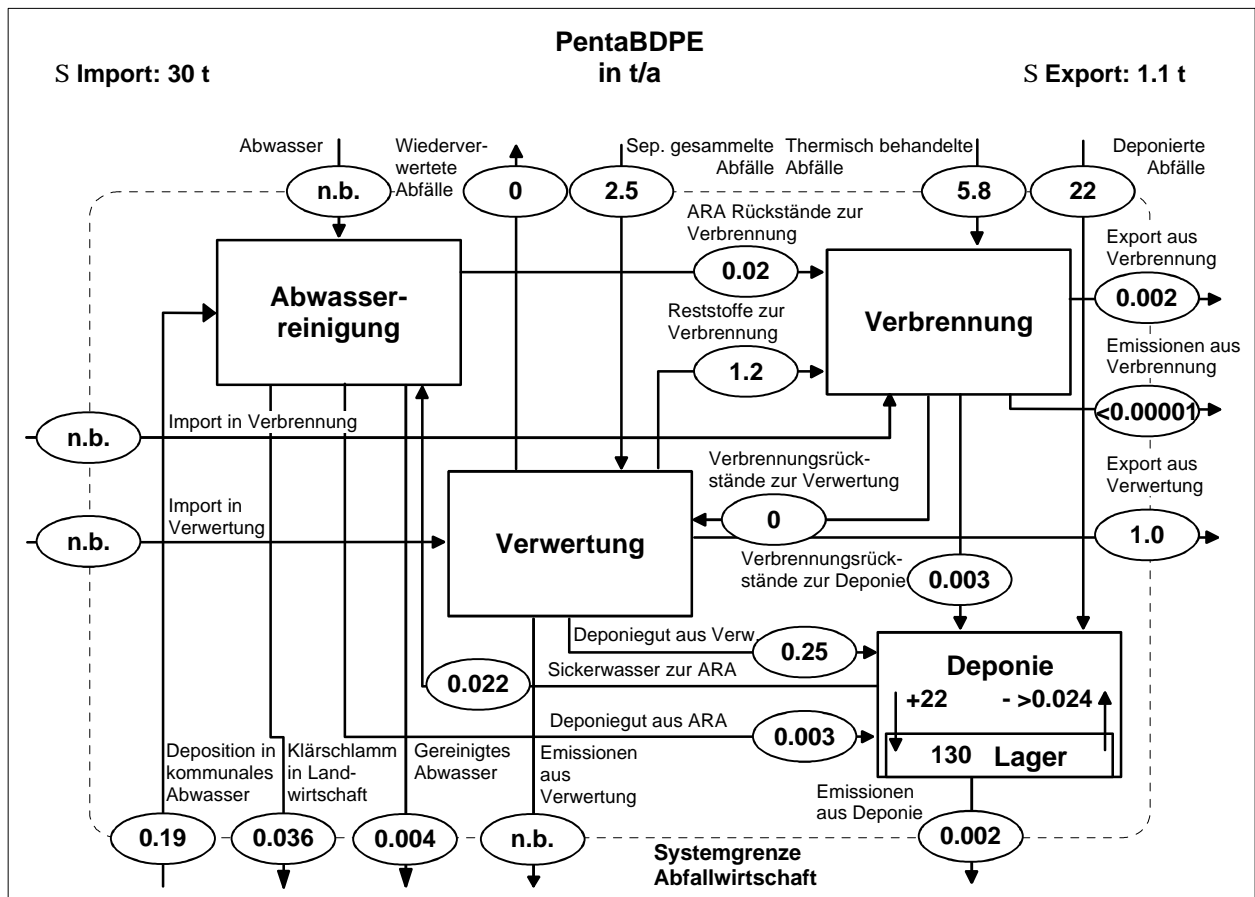 PentaBDPE
in t/a
S Import: 30 t
S Export: 1.1 t
Abwasser
Wiederver-
wertete
Abfälle
Sep. gesammelte
Abfälle
Thermisch behandelte
Abfälle
Deponierte
Abfälle
n.b.
0
2.5
5.8
22
ARA Rückstände zur
Verbrennung
0.02
Export aus
Verbrennung
0.002
Abwasser-
reinigung
Verbrennung
Reststoffe zur
Verbrennung
1.2
Emissionen aus
Verbrennung
<0.00001
n.b.
Import in Verbrennung
Verbrennungsrück-
stände zur Verwertung
0
Export aus
Verwertung
1.0
n.b.
Import in
Verwertung
Verwertung
Verbrennungsrück-
stände zur Deponie
0.003
Deponiegut aus Verw.
0.25
0.022
Sickerwasser zur ARA
Deponie
+22
- >0.024
130
Lager
Deponiegut aus ARA
0.003
Deposition in
kommunales
Abwasser
Klärschlamm
in Land-
wirtschaft
Gereinigtes
Abwasser
Emissionen
aus
Verwertung
Emissionen
aus Deponie
0.19
0.036
0.004
n.b.
0.002
Systemgrenze
Abfallwirtschaft